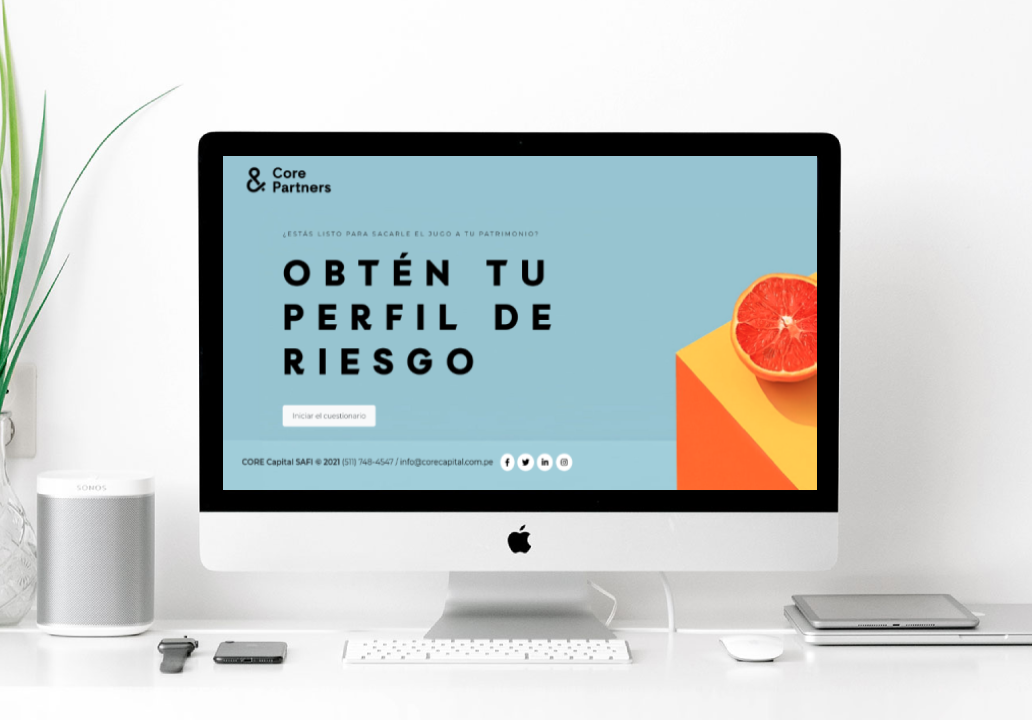 & Core
Partners
¿ESTÁS LISTO PARA SACARLE EL JUGO A TU PATRIMONIO?
OBTÉN TU
PERFIL DE
RIESGO
Iniciar el cuestionario
CORE Capital SAFI © 2021 (511) 748-4547 / info@corecapital.com.pe
SONOS